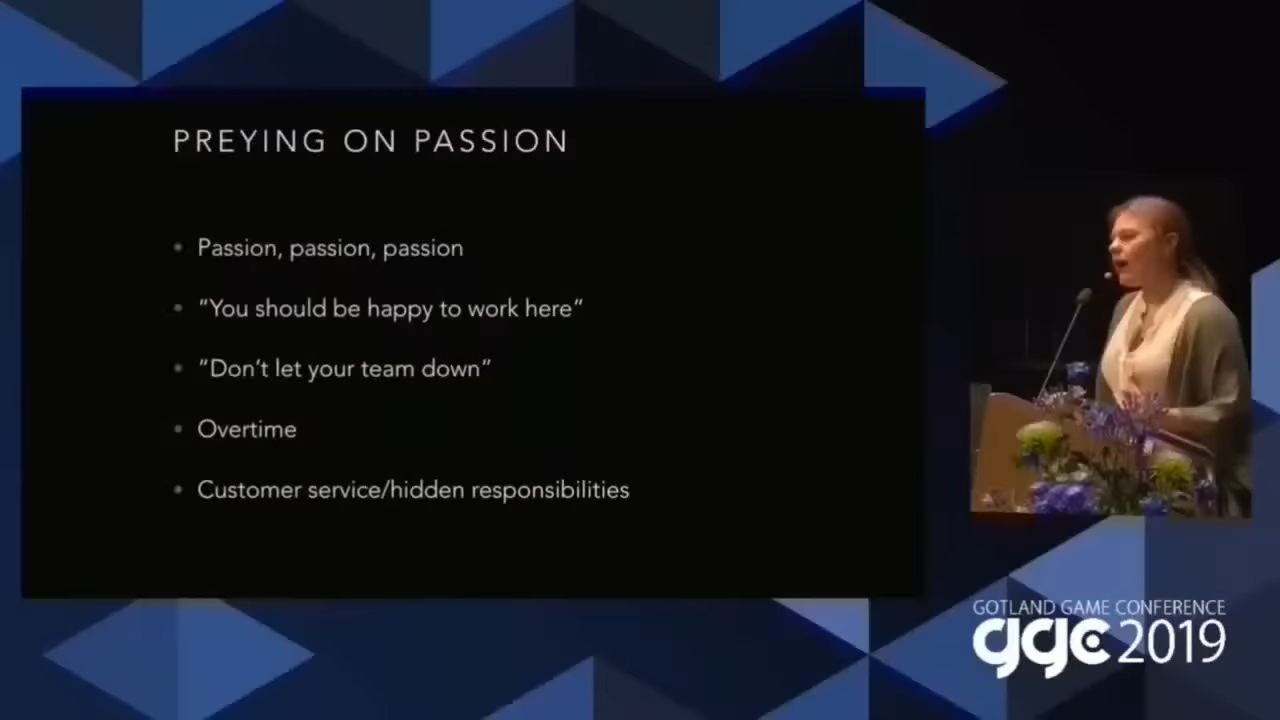 PREYING ON PASSION
• Passion, passion, passion
• “You should be happy to work here”
• “Don’t let your team down”
• Overtime
• Customer service/hidden responsibilities
GOTLAND GAME CONFERENCE
ggc 2019